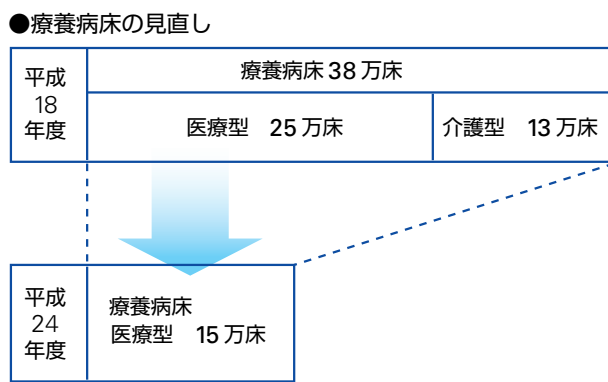 ●療養病床の見直し
平成
18
年度
療養病床 38 万床
医療型　25 万床
介護型　13 万床
平成
24
年度
療養病床
医療型　15 万床